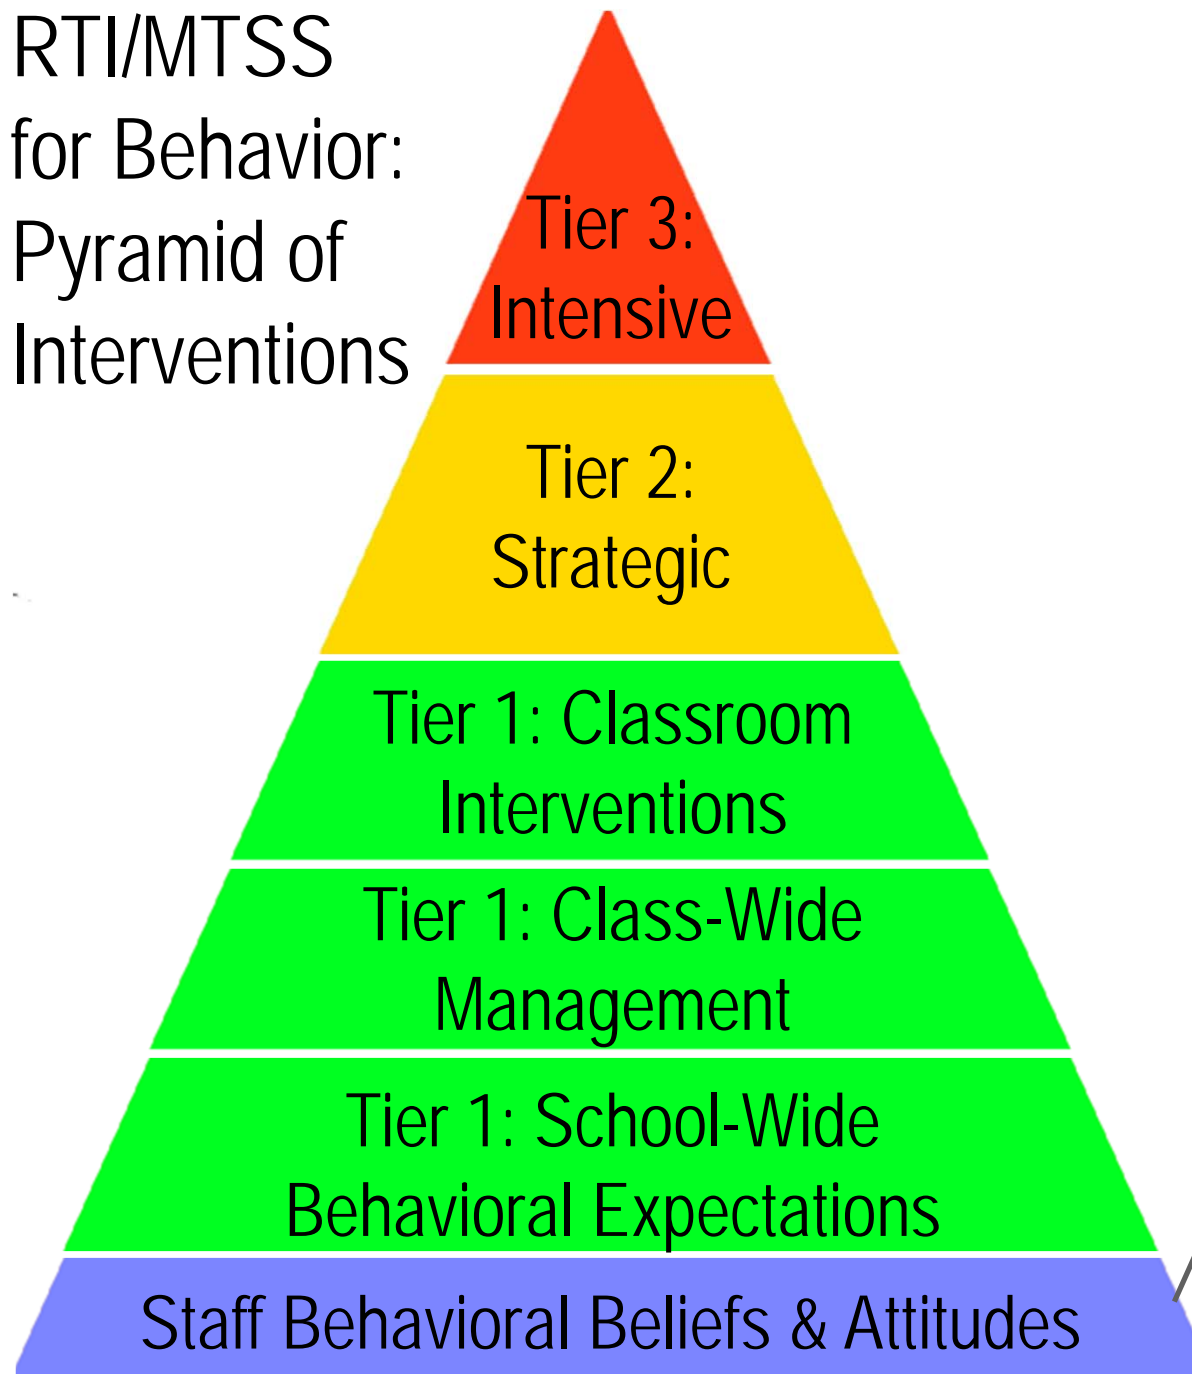 RTI/MTSS
for Behavior:
Pyramid of
Interventions
Tier 3:
Intensive
Tier 2:
Strategic
Tier 1: Classroom
Interventions
Tier 1: Class-Wide
Management
Tier 1: School-Wide
Behavioral Expectations
Staff Behavioral Beliefs & Attitudes